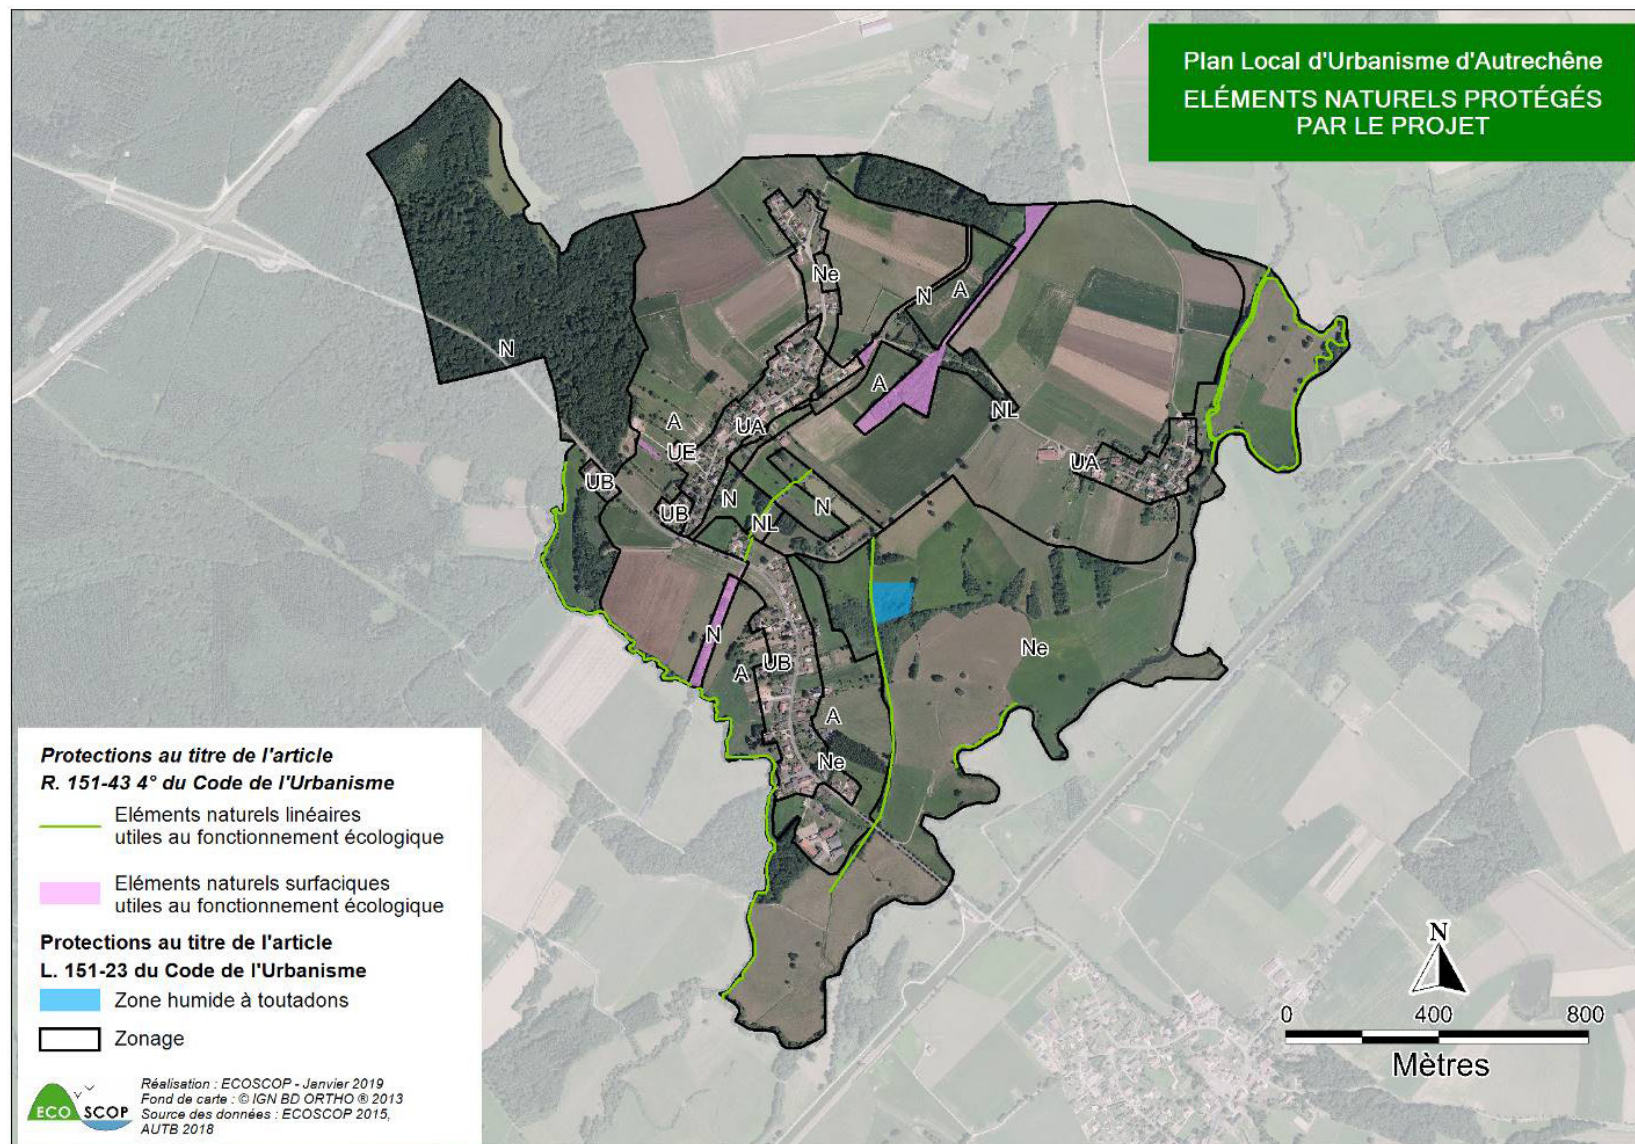 Plan Local d'Urbanisme d'Autrechêne
ELÉMENTS NATURELS PROTÉGÉS
PAR LE PROJET
N
Ne
N
A
A
NL
A
UA
UE
UA
UB
N
N
UB
NL
N
Ne
UB
A
A
Ne
Protections au titre de l'article
R. 151-43 4° du Code de l'Urbanisme
Eléments naturels linéaires
utiles au fonctionnement écologique
Eléments naturels surfaciques
utiles au fonctionnement écologique
Protections au titre de l'article
L. 151-23 du Code de l'Urbanisme
Zone humide à toutadons
Zonage
ECO SCOP
Réalisation : ECOSCOP - Janvier 2019
Fond de carte : © IGN BD ORTHO ® 2013
Source des données : ECOSCOP 2015,
AUTB 2018
N
0 400 800
Mètres